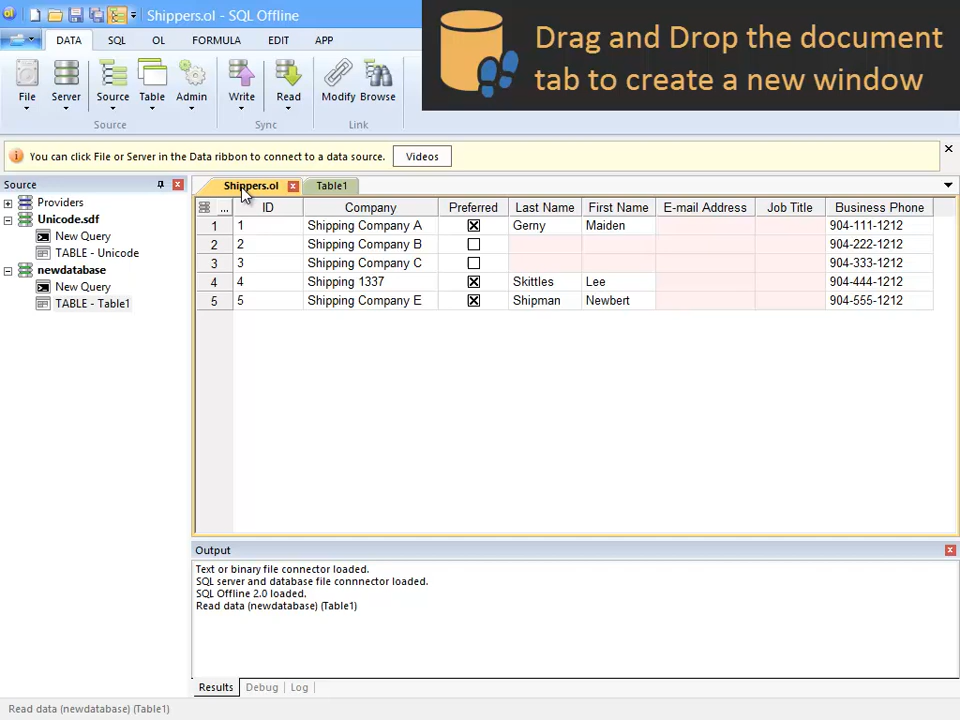 Shippers.ol - SQL Offline
Drag and Drop the document
tab to create a new window
DATA SQL OL FORMULA EDIT APP
File Server Source Table Admin Write Read Modify Browse
Source Sync Link
You can click File or Server in the Data ribbon to connect to a data source. Videos
Source
Providers
Unicode.sdf
New Query
TABLE - Unicode
newdatabase
New Query
TABLE - Table1
Shippers.ol Table1
... ID Company Preferred Last Name First Name E-mail Address Job Title Business Phone
1 1 Shipping Company A Gerny Maiden 904-111-1212
2 2 Shipping Company B 904-222-1212
3 3 Shipping Company C 904-333-1212
4 4 Shipping 1337 Skittles Lee 904-444-1212
5 5 Shipping Company E Shipman Newbert 904-555-1212
Output
Text or binary file connector loaded.
SQL server and database file connnector loaded.
SQL Offline 2.0 loaded.
Read data (newdatabase) (Table1)
Results Debug Log
Read data (newdatabase) (Table1)